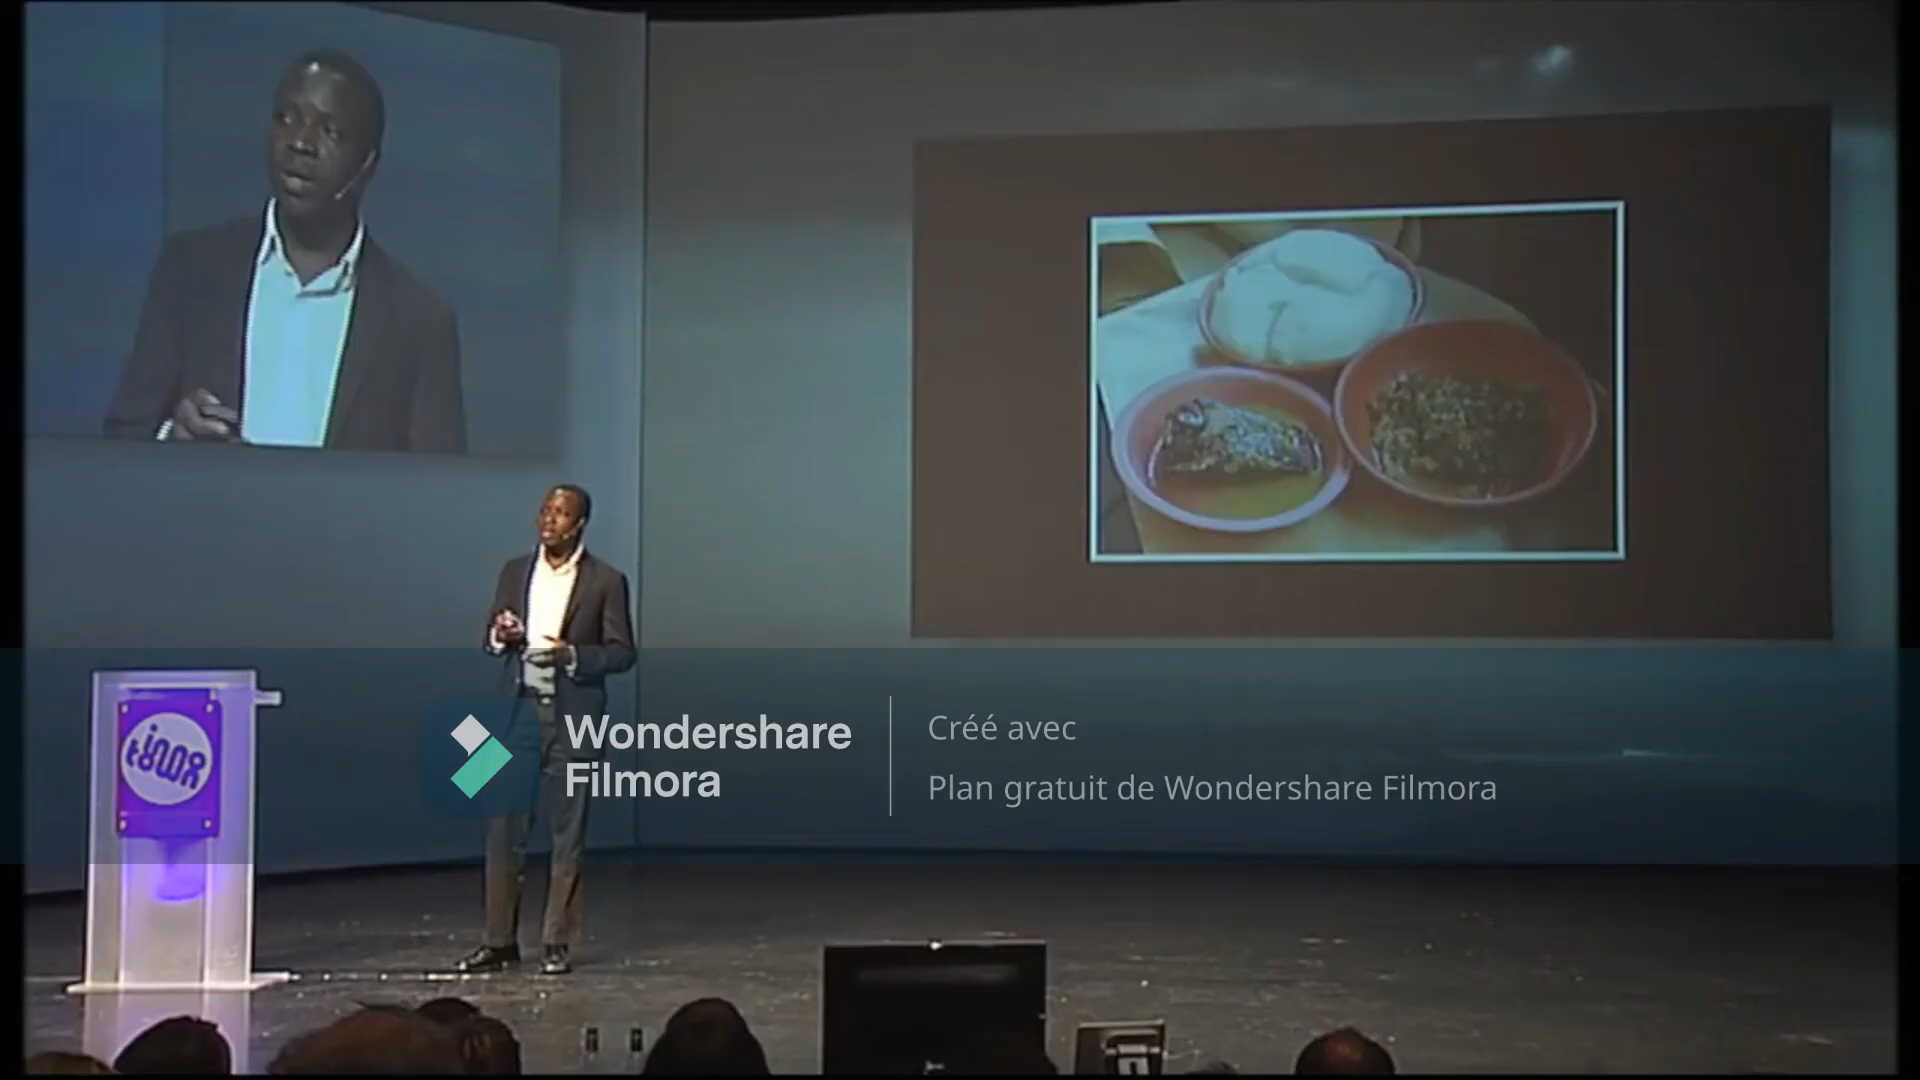 Wondershare
Filmora
Créé avec
Plan gratuit de Wondershare Filmora